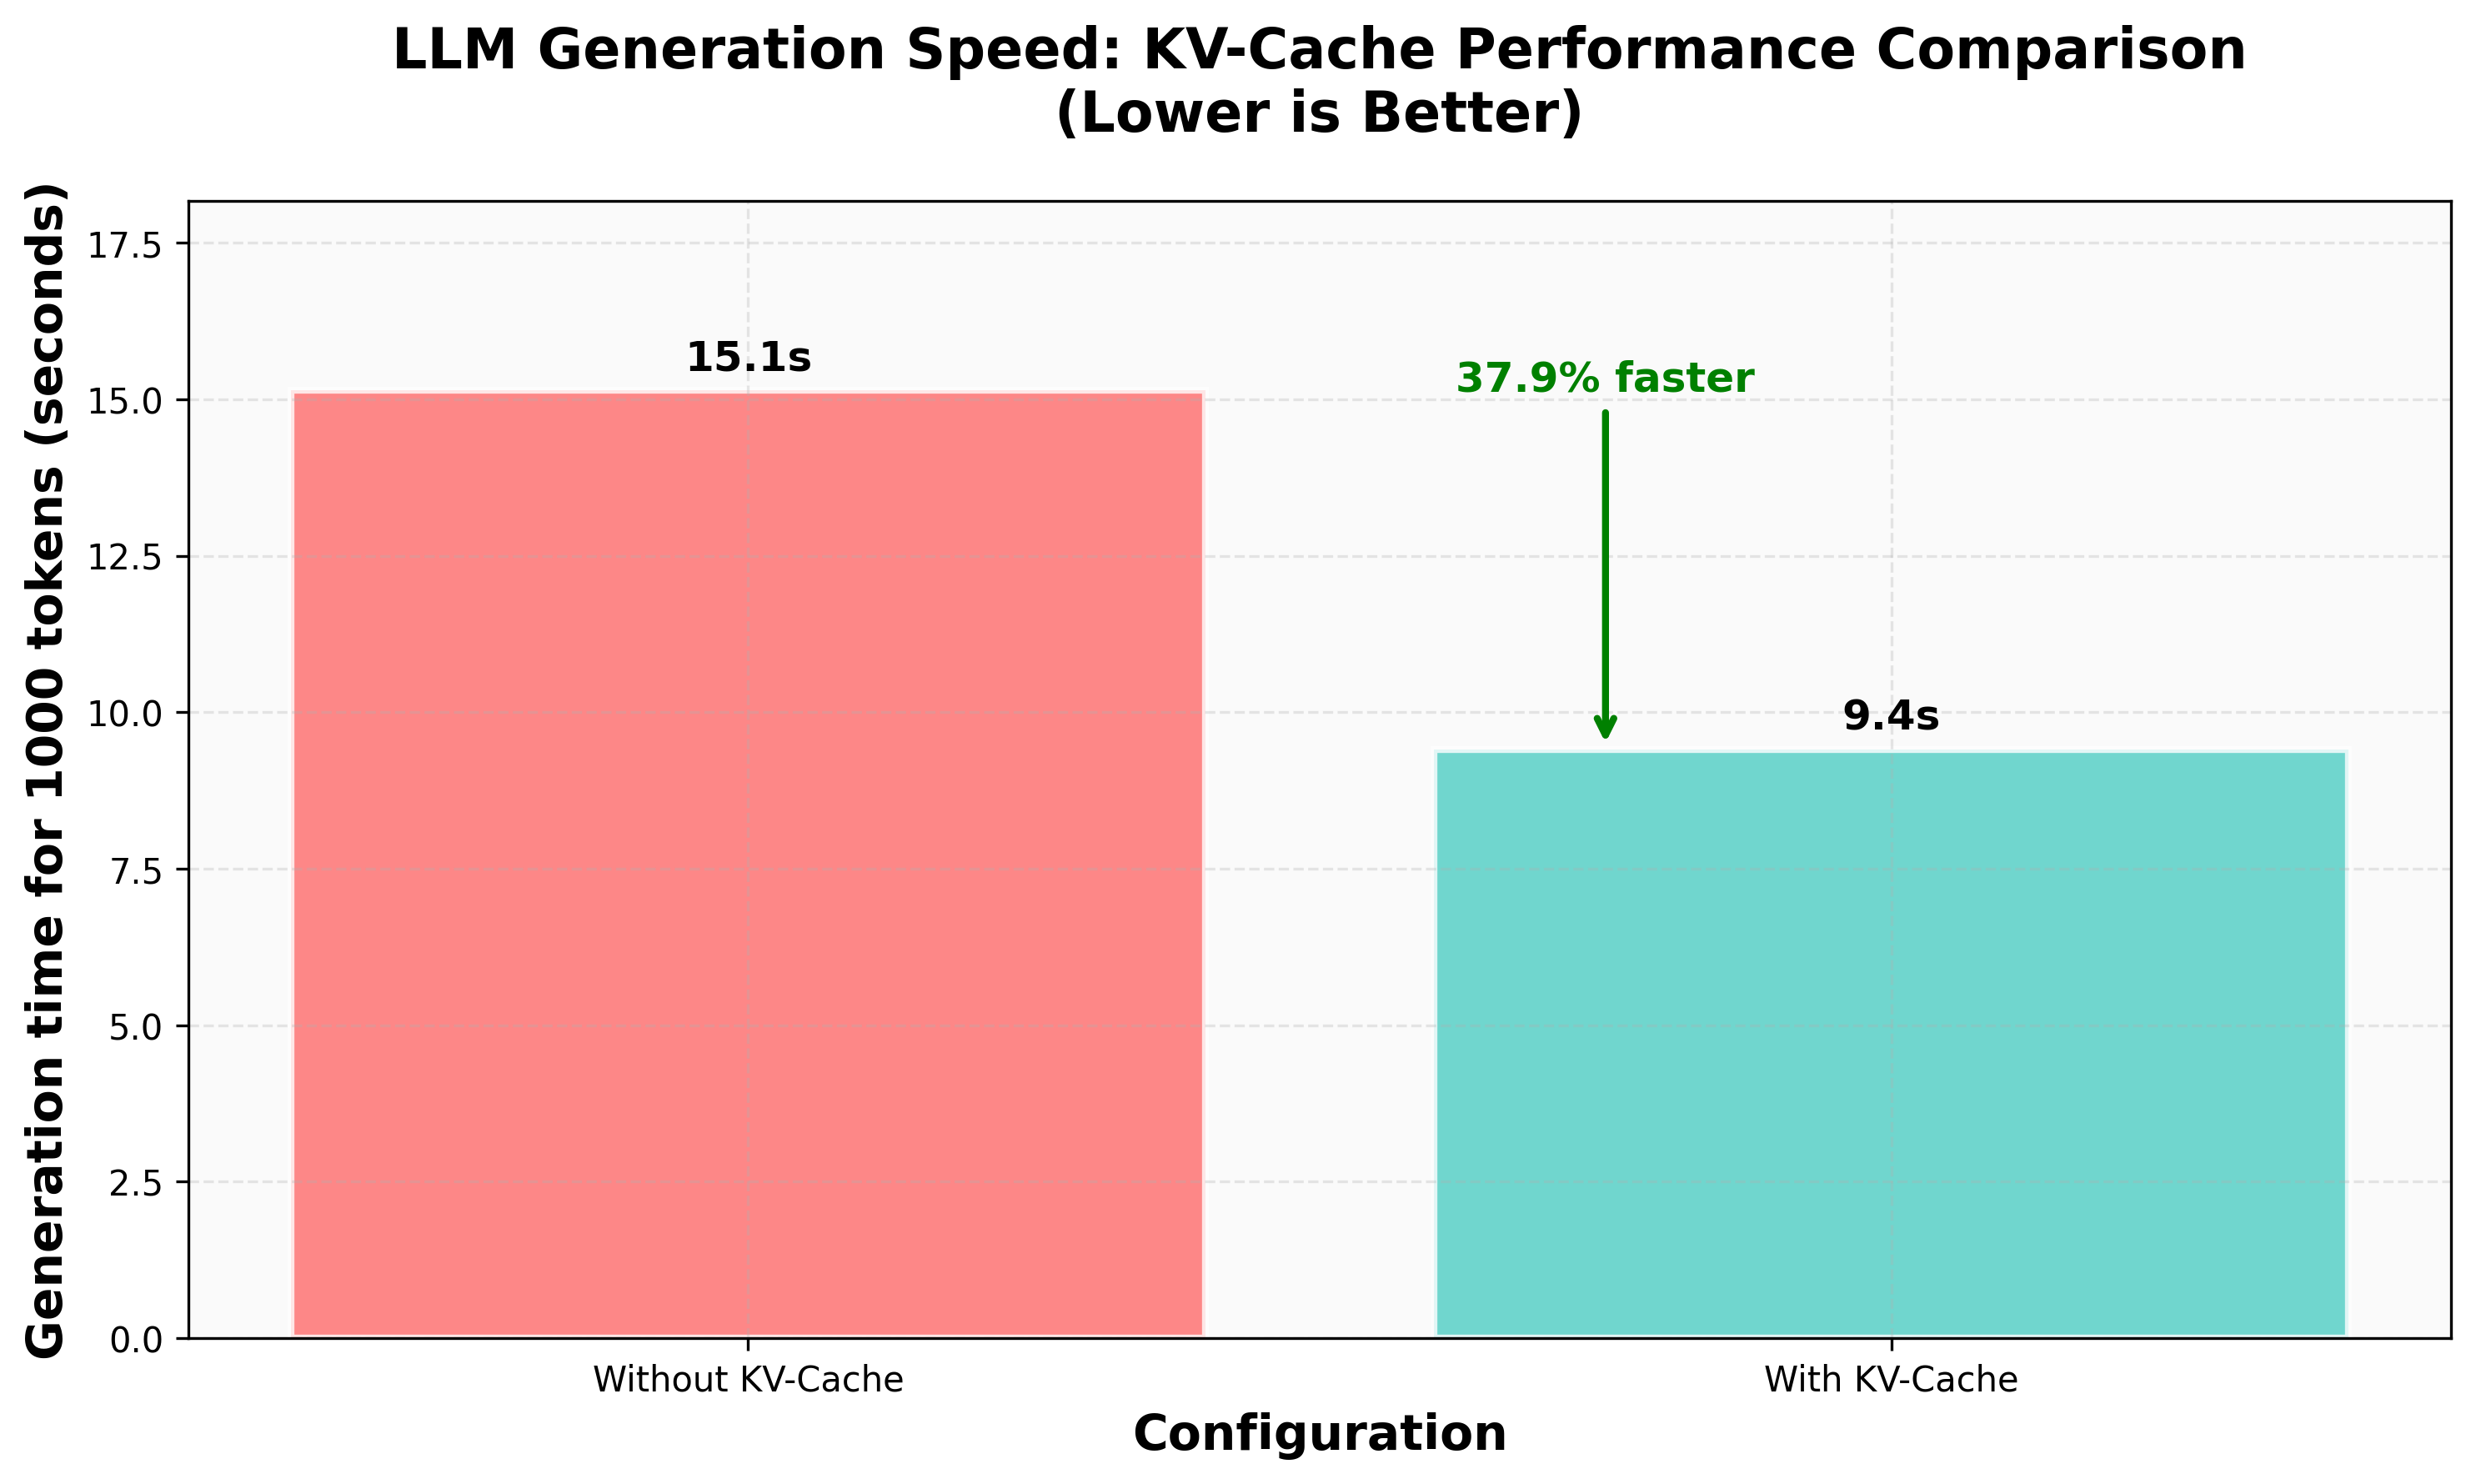 LLM Generation Speed: KV-Cache Performance Comparison
(Lower is Better)
Generation time for 1000 tokens (seconds)
17.5
15.0
12.5
10.0
7.5
5.0
2.5
0.0
15.1s
37.9% faster
9.4s
Without KV-Cache
With KV-Cache
Configuration